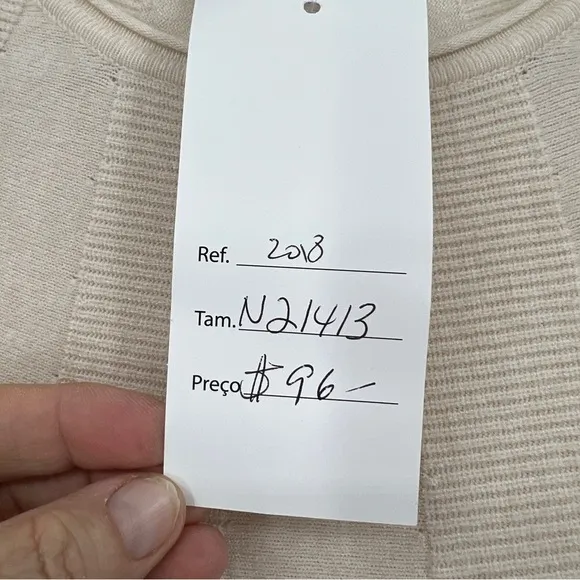 Ref. 2018
Tam. N21413
Preço $96–